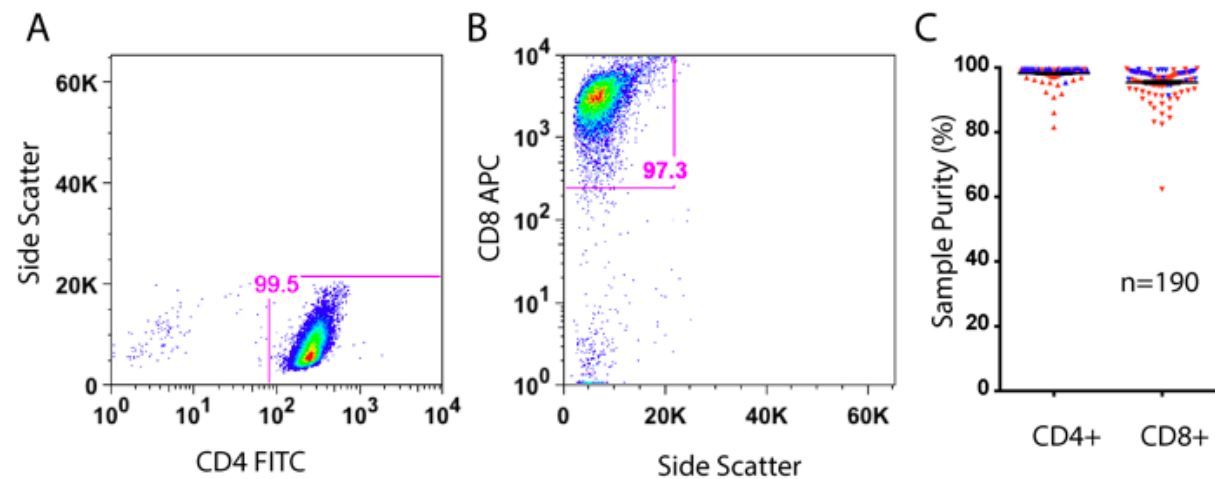 A
Side Scatter
60K
40K
20K
0
99.5
10^0
10^1
10^2
10^3
10^4
CD4 FITC
B
CD8 APC
10^4
10^3
10^2
10^1
10^0
97.3
0
20K
40K
60K
Side Scatter
C
Sample Purity (%)
100
80
60
40
20
0
n=190
CD4+
CD8+